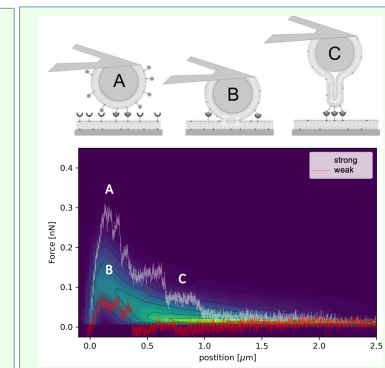 A
B
C
strong
weak
A
B
C
0.4
0.3
0.2
0.1
0.0
Force [nN]
0.0 0.5 1.0 1.5 2.0 2.5
postition [μm]